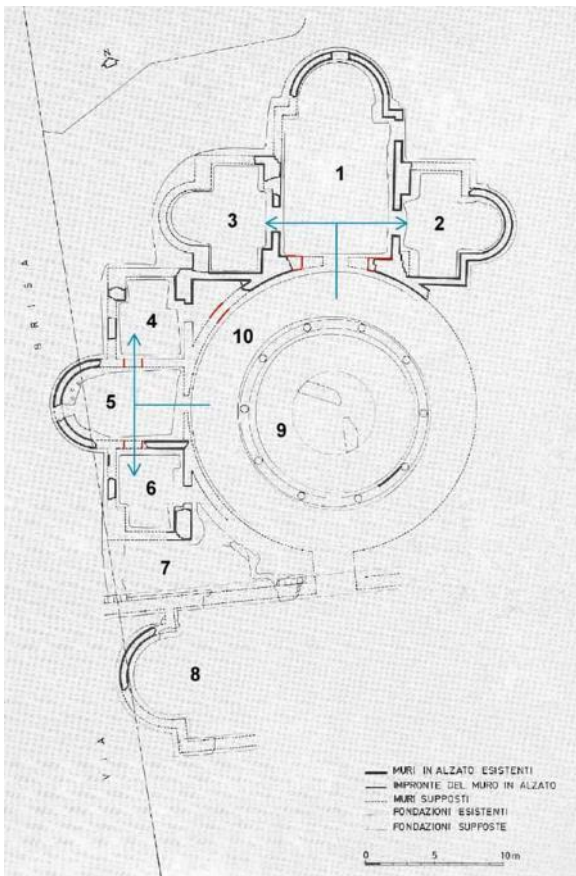 N
1
2
3
4
5
6
7
8
9
10
VIA BRISA
MURI IN ALZATO ESISTENTI
IMPRONTE DEL MURO IN ALZATO
MURI SUPPOSTI
FONDAZIONI ESISTENTI
FONDAZIONI SUPPOSTE
0 5 10m